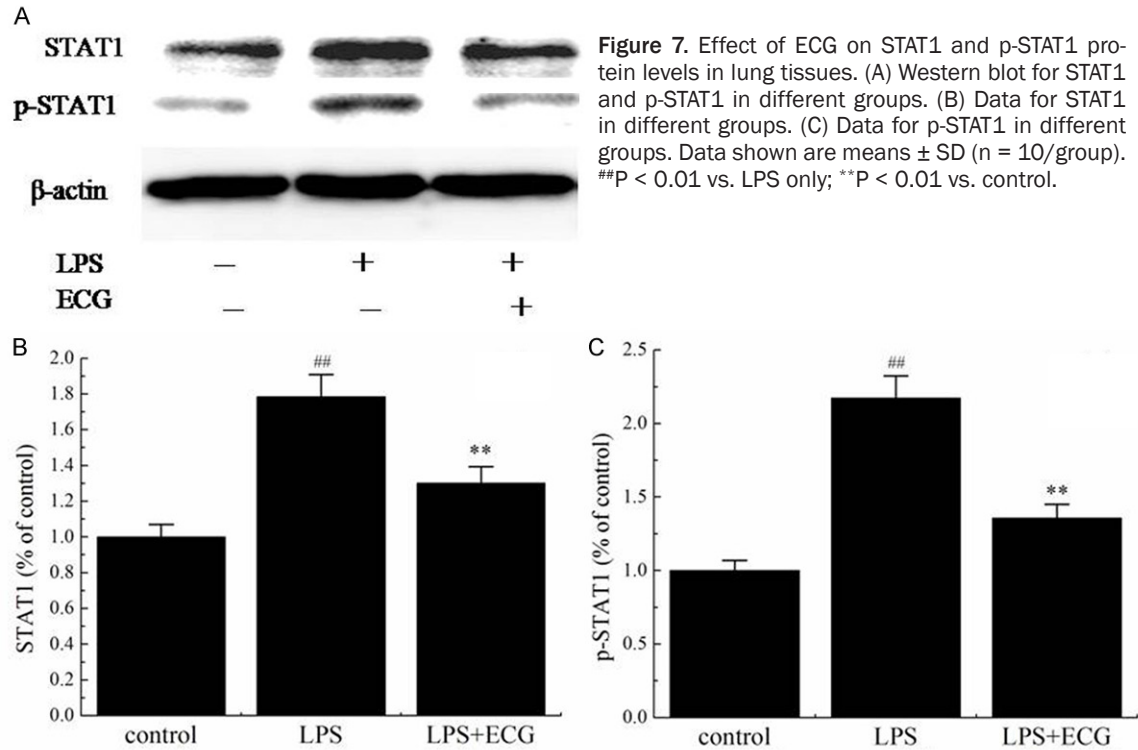 A
STAT1
p-STAT1
β-actin
LPS − + +
ECG − − +
Figure 7. Effect of ECG on STAT1 and p-STAT1 pro-
tein levels in lung tissues. (A) Western blot for STAT1
and p-STAT1 in different groups. (B) Data for STAT1
in different groups. (C) Data for p-STAT1 in different
groups. Data shown are means ± SD (n = 10/group).
##P < 0.01 vs. LPS only; **P < 0.01 vs. control.
B
STAT1 (% of control)
2.0
1.8
1.6
1.4
1.2
1.0
0.8
0.6
0.4
0.2
0.0
##
**
control LPS LPS+ECG
C
p-STAT1 (% of control)
2.5
2.0
1.5
1.0
0.5
0.0
##
**
control LPS LPS+ECG